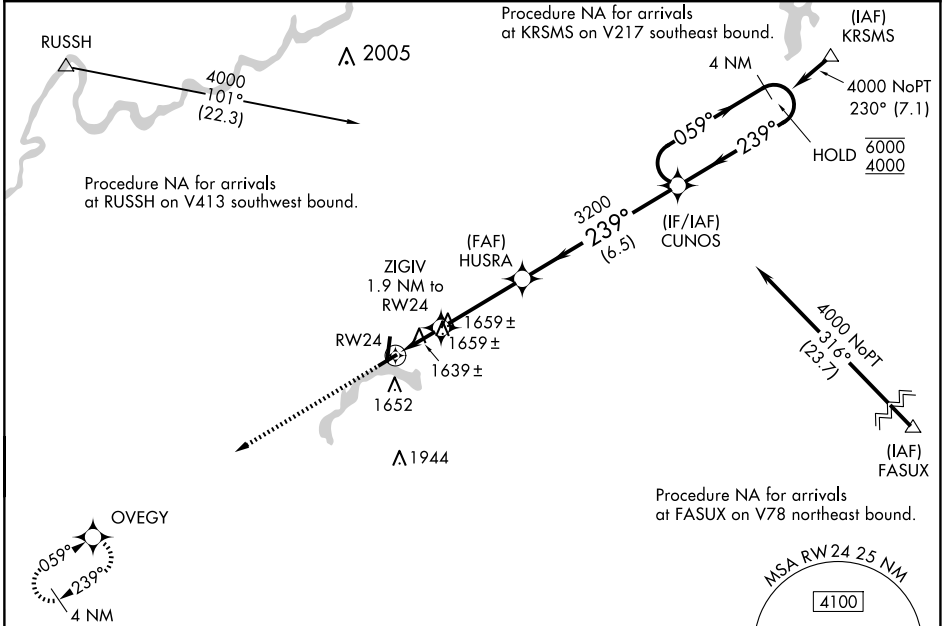 Procedure NA for arrivals
at KRSMS on V217 southeast bound.
(IAF)
KRSMS
RUSSH
2005
4000
101°
(22.3)
4 NM
4000 NoPT
230° (7.1)
059°
239°
HOLD
6000
4000
Procedure NA for arrivals
at RUSSH on V413 southwest bound.
3200
239°
(6.5)
(IF/IAF)
CUNOS
(FAF)
HUSRA
ZIGIV
1.9 NM to
RW24
1659 ±
1659 ±
RW24
1639 ±
1652
1944
4000 NoPT
316°
(23.7)
(IAF)
FASUX
Procedure NA for arrivals
at FASUX on V78 northeast bound.
OVEGY
059°
239°
4 NM
MSA RW 24 25 NM
4100